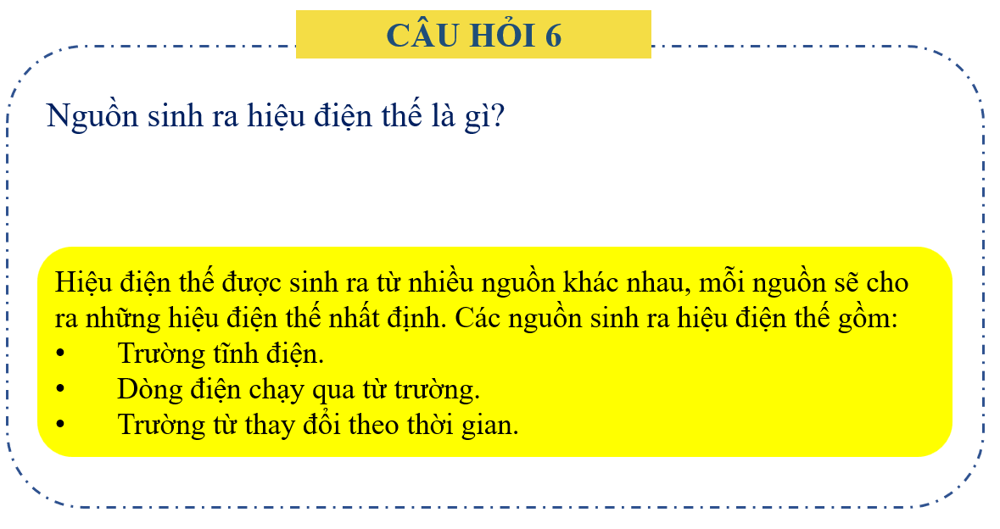 CÂU HỎI 6
Nguồn sinh ra hiệu điện thế là gì?
Hiệu điện thế được sinh ra từ nhiều nguồn khác nhau, mỗi nguồn sẽ cho
ra những hiệu điện thế nhất định. Các nguồn sinh ra hiệu điện thế gồm:
• Trường tĩnh điện.
• Dòng điện chạy qua từ trường.
• Trường từ thay đổi theo thời gian.